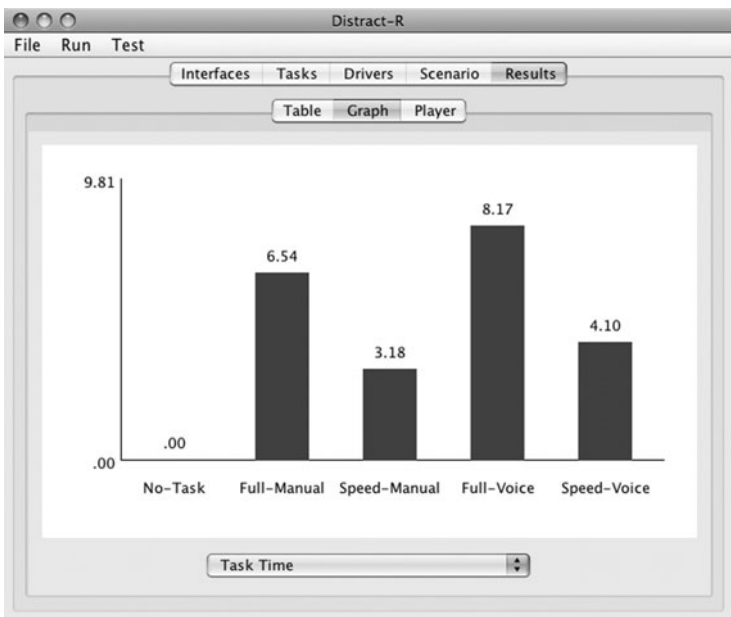 Distract-R
File Run Test
Interfaces Tasks Drivers Scenario Results
Table Graph Player
9.81
8.17
6.54
4.10
3.18
.00
.00
No-Task Full-Manual Speed-Manual Full-Voice Speed-Voice
Task Time